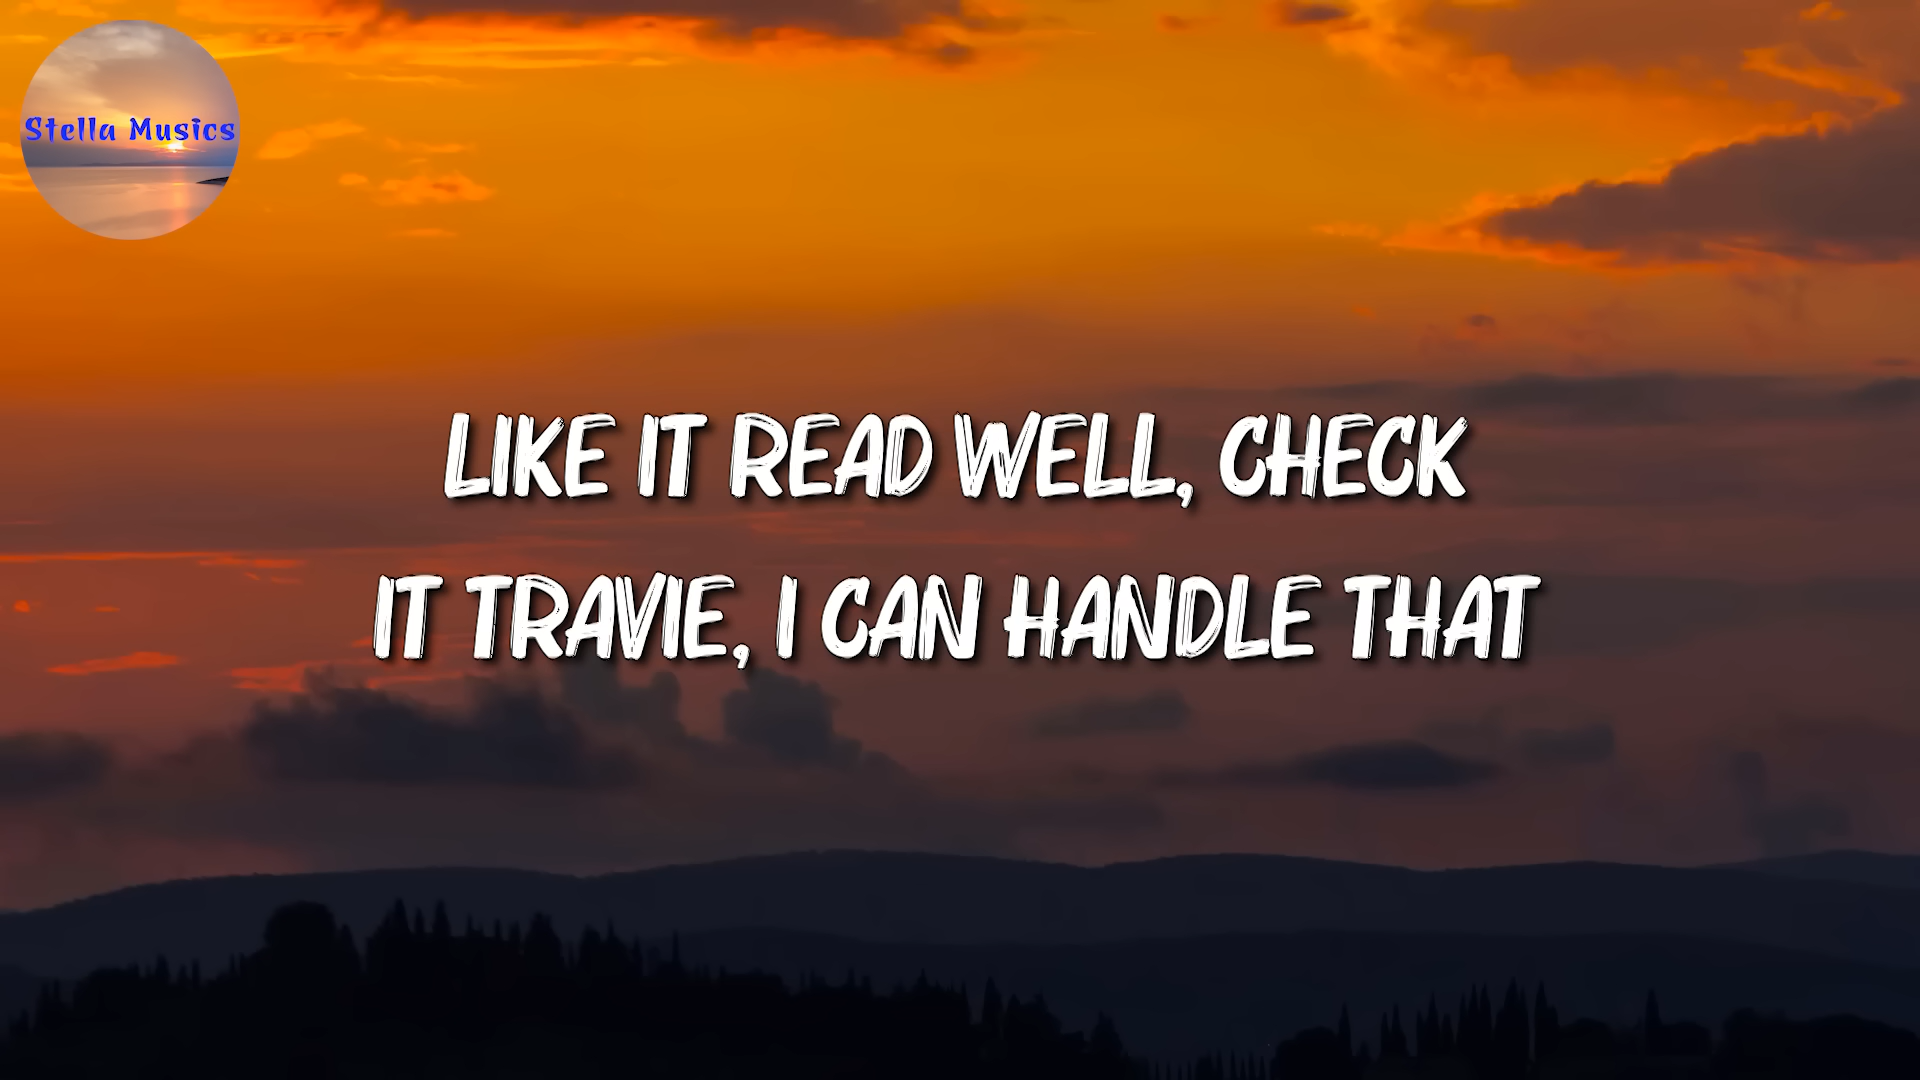 Stella Musics
LIKE IT READ WELL, CHECK
IT TRAVIE, I CAN HANDLE THAT